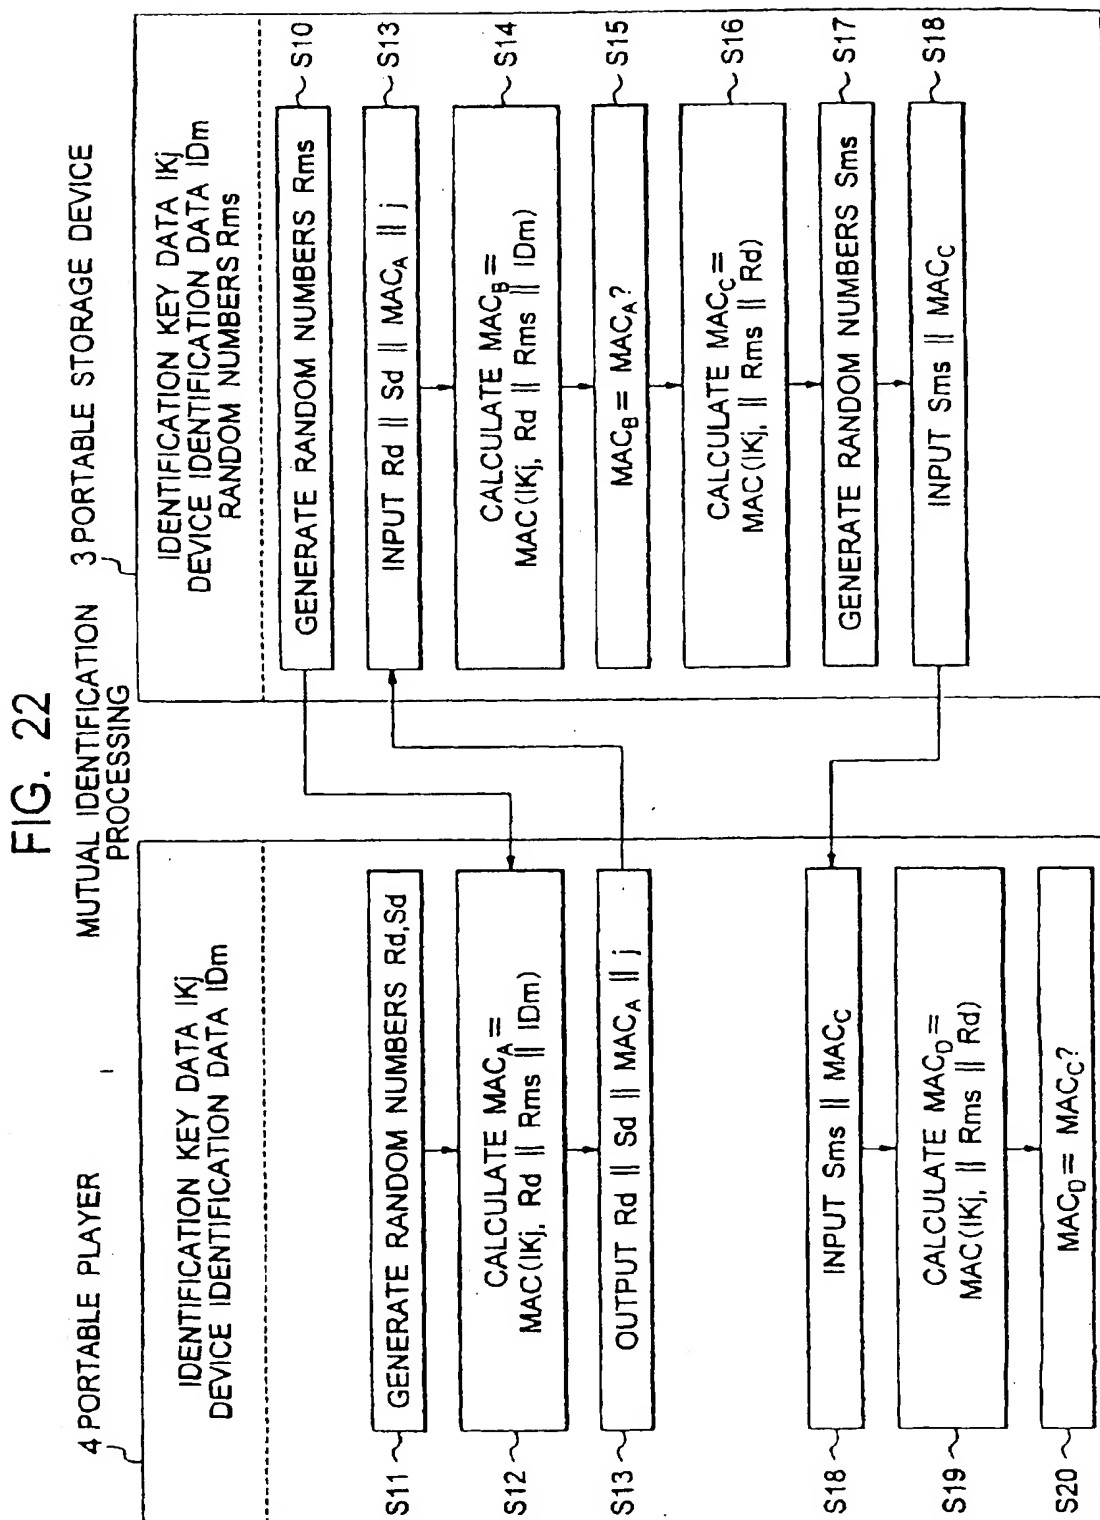 FIG. 22
MUTUAL IDENTIFICATION
PROCESSING
4 PORTABLE PLAYER
IDENTIFICATION KEY DATA IKj
DEVICE IDENTIFICATION DATA IDm
S11
GENERATE RANDOM NUMBERS Rd,Sd
S12
CALCULATE MACA =
MAC(IKj, Rd || Rms || IDm)
S13
OUTPUT Rd || Sd || MACA || j
S18
INPUT Sms || MACC
S19
CALCULATE MACD =
MAC(IKj, || Rms || Rd)
S20
MACD = MACC?
3 PORTABLE STORAGE DEVICE
IDENTIFICATION KEY DATA IKj
DEVICE IDENTIFICATION DATA IDm
RANDOM NUMBERS Rms
GENERATE RANDOM NUMBERS Rms
S10
INPUT Rd || Sd || MACA || j
S13
CALCULATE MACB =
MAC(IKj, Rd || Rms || IDm)
S14
MACB = MACA?
S15
CALCULATE MACC =
MAC(IKj, || Rms || Rd)
S16
GENERATE RANDOM NUMBERS Sms
S17
INPUT Sms || MACC
S18